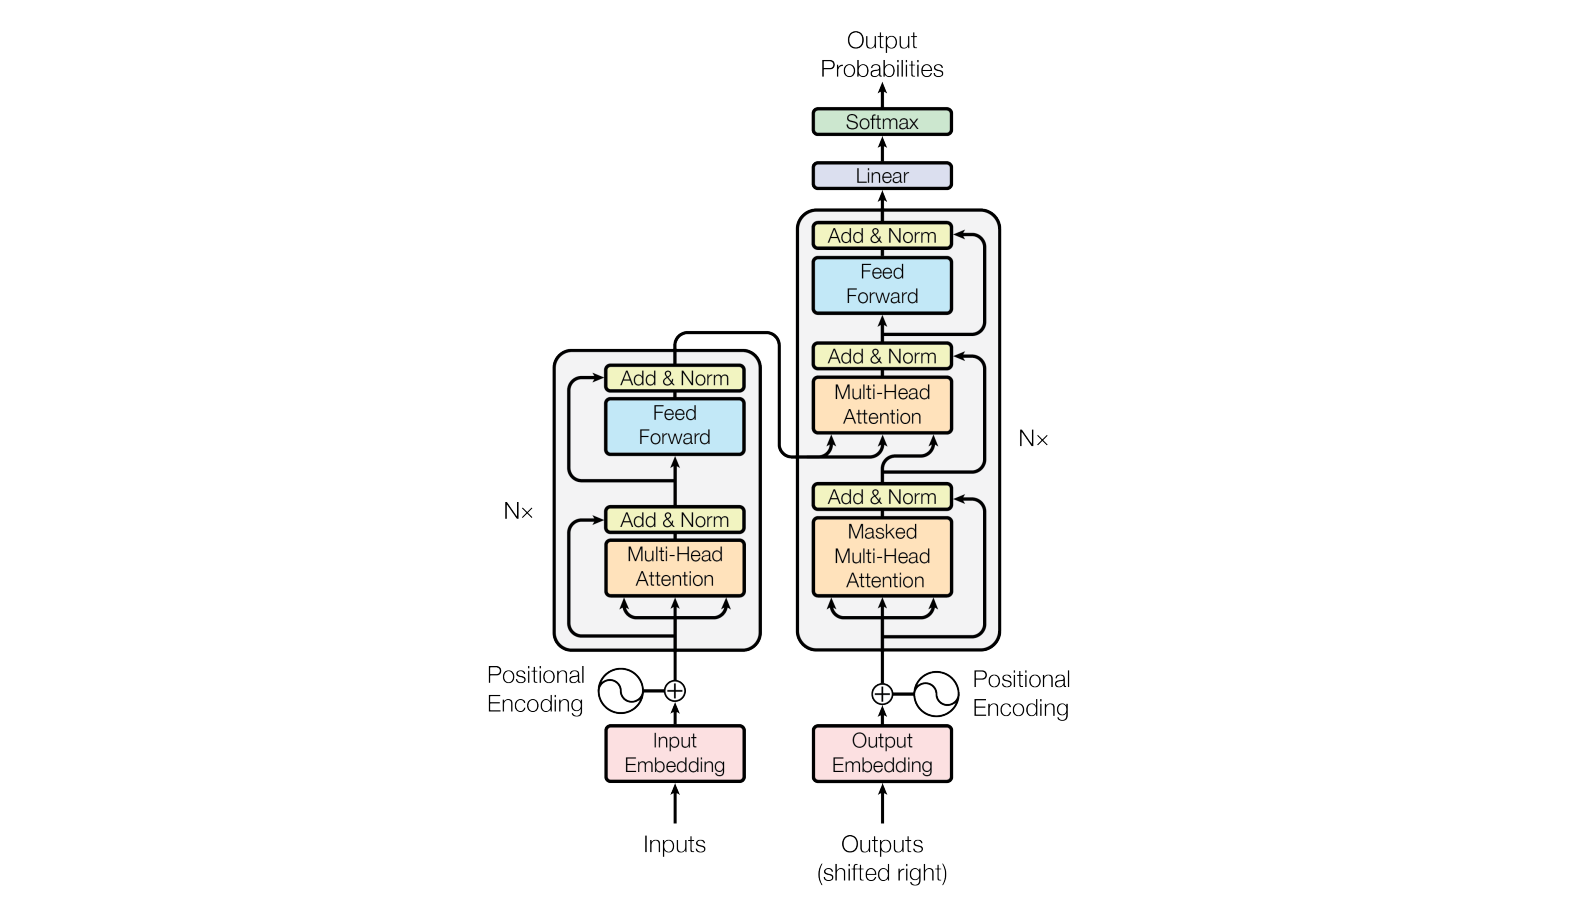 Output
Probabilities
Softmax
Linear
Add & Norm
Feed
Forward
Add & Norm
Multi-Head
Attention
N×
Add & Norm
Masked
Multi-Head
Attention
Add & Norm
Feed
Forward
N×
Add & Norm
Multi-Head
Attention
Positional
Encoding
Positional
Encoding
Input
Embedding
Output
Embedding
Inputs
Outputs
(shifted right)